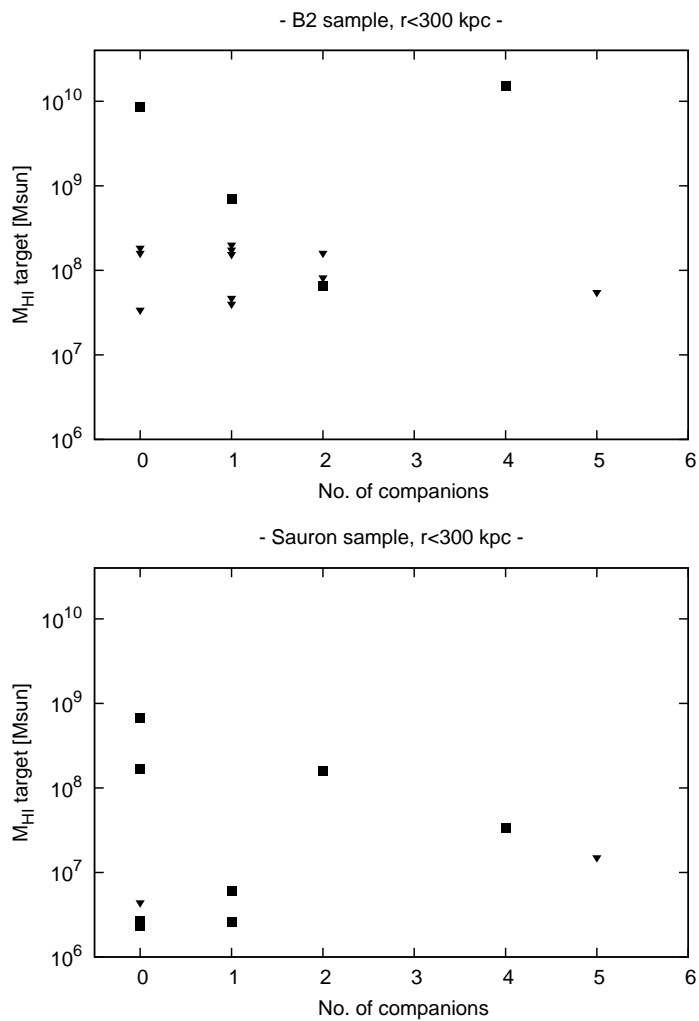 - B2 sample, r<300 kpc -
10^10
10^9
10^8
10^7
10^6
M_HI target [Msun]
0 1 2 3 4 5 6
No. of companions
- Sauron sample, r<300 kpc -
10^10
10^9
10^8
10^7
10^6
M_HI target [Msun]
0 1 2 3 4 5 6
No. of companions